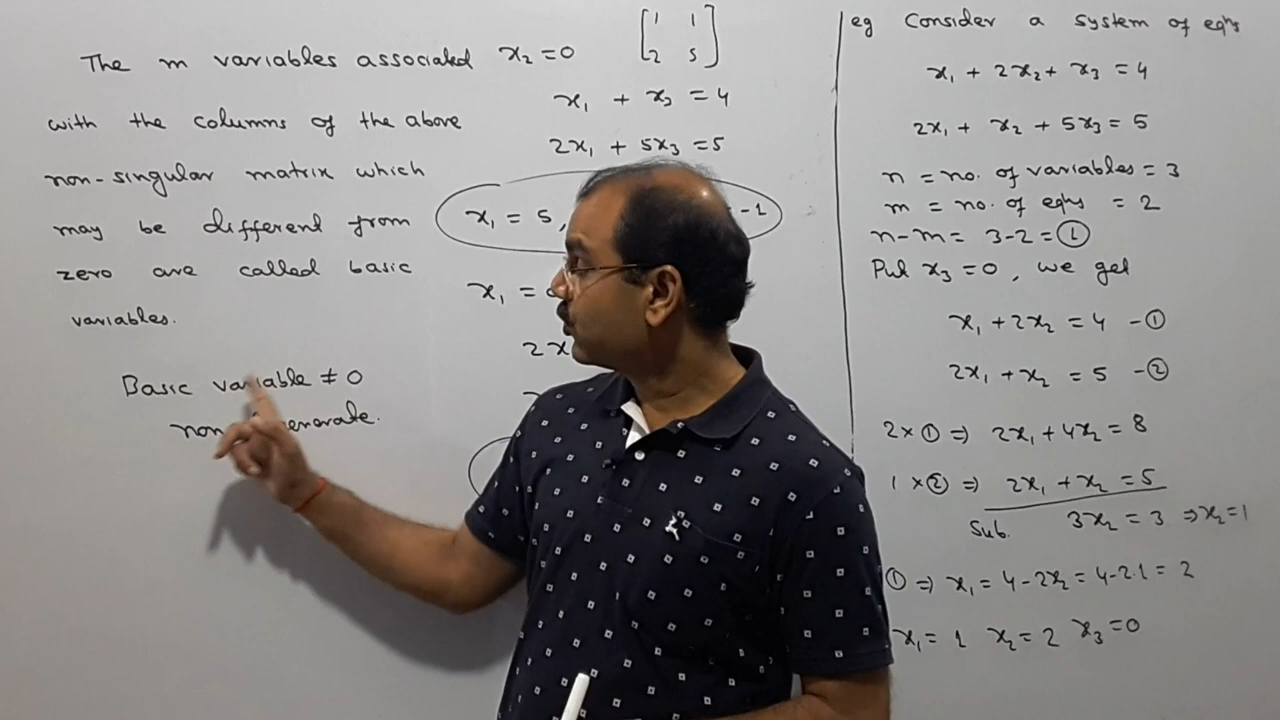 The m variables associated
with the columns of the above
non-singular matrix which
may be different from
zero are called basic
variables.
Basic variable ≠ 0
x₂ = 0
[1 1
2 5]
x₁ + x₃ = 4
2x₁ + 5x₃ = 5
x₁ = 5, -1
x₁ =
2x
eg Consider a system of eqⁿs
x₁ + 2x₂ + x₃ = 4
2x₁ + x₂ + 5x₃ = 5
n = no. of variables = 3
m = no. of eqⁿs = 2
n-m = 3-2 = ①
Put x₃ = 0, we get
x₁ + 2x₂ = 4 - ①
2x₁ + x₂ = 5 - ②
2 × ① ⇒ 2x₁ + 4x₂ = 8
1 × ② ⇒ 2x₁ + x₂ = 5
Sub. 3x₂ = 3 ⇒ x₂ = 1
① ⇒ x₁ = 4 - 2x₂ = 4 - 2.1 = 2
x₁ = 1 x₂ = 2 x₃ = 0